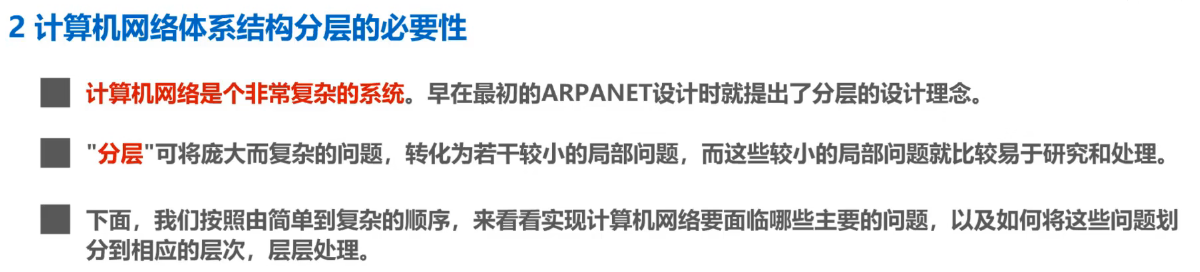 2 计算机网络体系结构分层的必要性
计算机网络是个非常复杂的系统。早在最初的ARPANET设计时就提出了分层的设计理念。
"分层"可将庞大而复杂的问题，转化为若干较小的局部问题，而这些较小的局部问题就比较易于研究和处理。
下面，我们按照由简单到复杂的顺序，来看看实现计算机网络要面临哪些主要的问题，以及如何将这些问题划
分到相应的层次，层层处理。